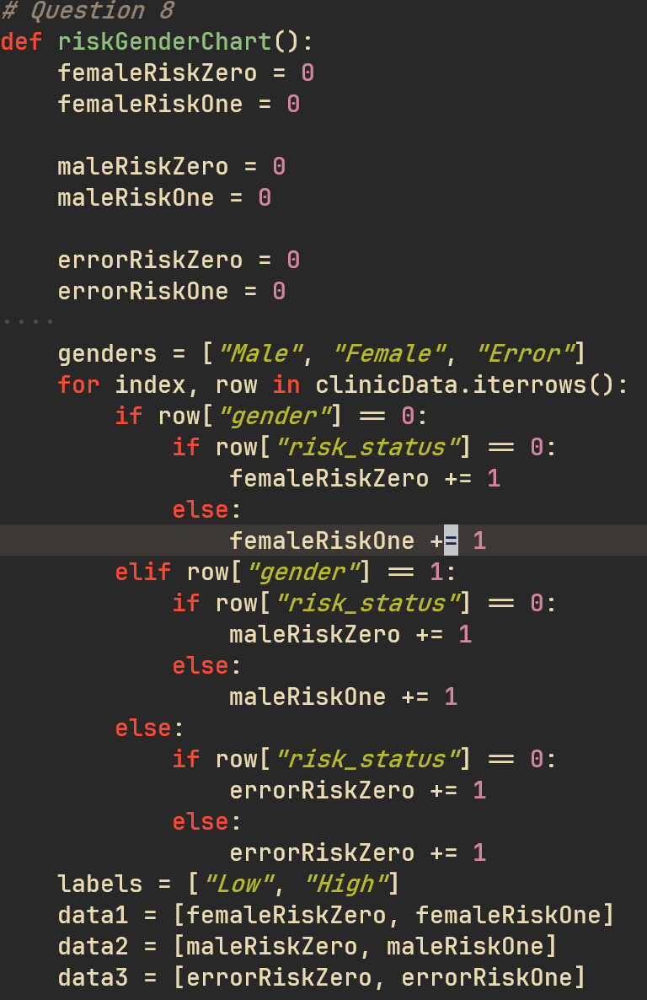 # Question 8
def riskGenderChart():
    femaleRiskZero = 0
    femaleRiskOne = 0

    maleRiskZero = 0
    maleRiskOne = 0

    errorRiskZero = 0
    errorRiskOne = 0

    genders = ["Male", "Female", "Error"]
    for index, row in clinicData.iterrows():
        if row["gender"] == 0:
            if row["risk_status"] == 0:
                femaleRiskZero += 1
            else:
                femaleRiskOne += 1
        elif row["gender"] == 1:
            if row["risk_status"] == 0:
                maleRiskZero += 1
            else:
                maleRiskOne += 1
        else:
            if row["risk_status"] == 0:
                errorRiskZero += 1
            else:
                errorRiskZero += 1
    labels = ["Low", "High"]
    data1 = [femaleRiskZero, femaleRiskOne]
    data2 = [maleRiskZero, maleRiskOne]
    data3 = [errorRiskZero, errorRiskOne]